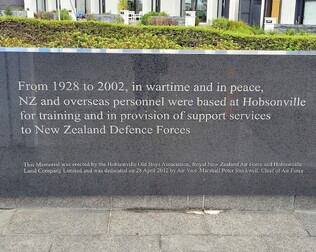 From 1928 to 2002, in wartime and in peace,
NZ and overseas personnel were based at Hobsonville
for training and in provision of support services
to New Zealand Defence Forces
This Memorial was erected by the Hobsonville Old Boys Association, Royal New Zealand Air Force and Hobsonville
Land Company Limited and was dedicated on 28 April 2012 by Air Vice Marshall Peter Stockwell, Chief of Air Force